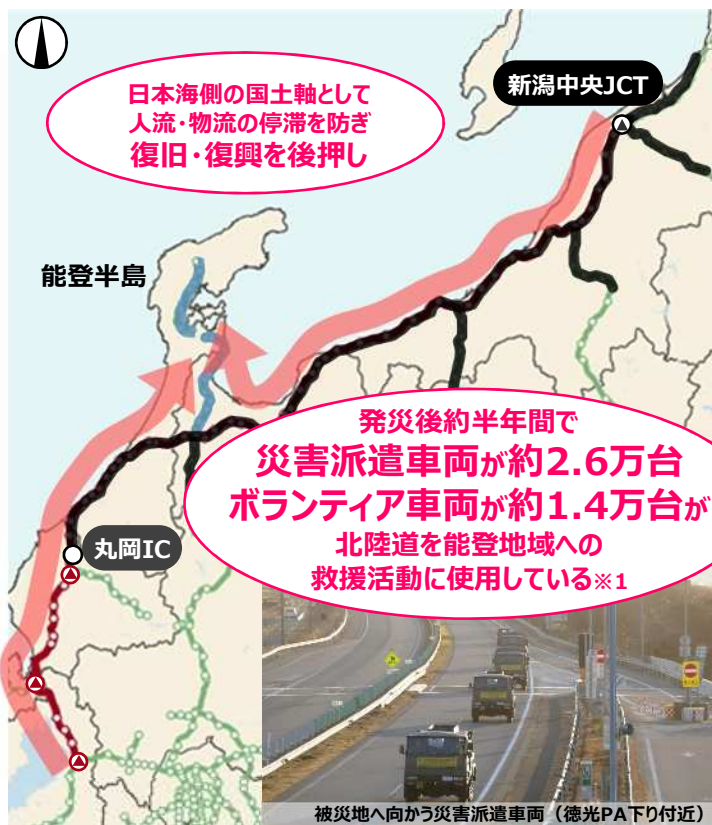 新潟中央JCT
日本海側の国土軸として
人流・物流の停滞を防ぎ
復旧・復興を後押し
能登半島
発災後約半年間で
災害派遣車両が約2.6万台
ボランティア車両が約1.4万台が
北陸道を能登地域への
救援活動に使用している※1
丸岡IC
被災地へ向かう災害派遣車両（徳光PA下り付近）